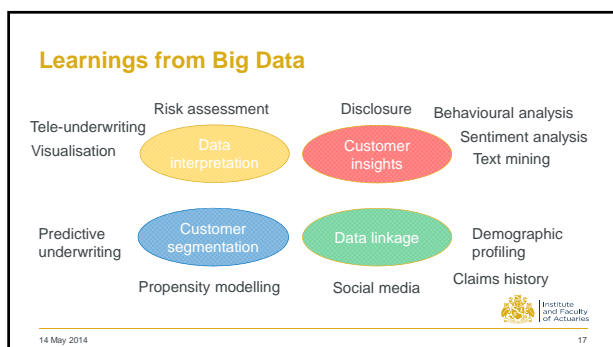 Learnings from Big Data
Risk assessment
Disclosure
Behavioural analysis
Tele-underwriting
Sentiment analysis
Visualisation
Data
interpretation
Customer
insights
Text mining
Predictive
underwriting
Customer
segmentation
Data linkage
Demographic
profiling
Propensity modelling
Social media
Claims history
Institute
and Faculty
of Actuaries
14 May 2014
17